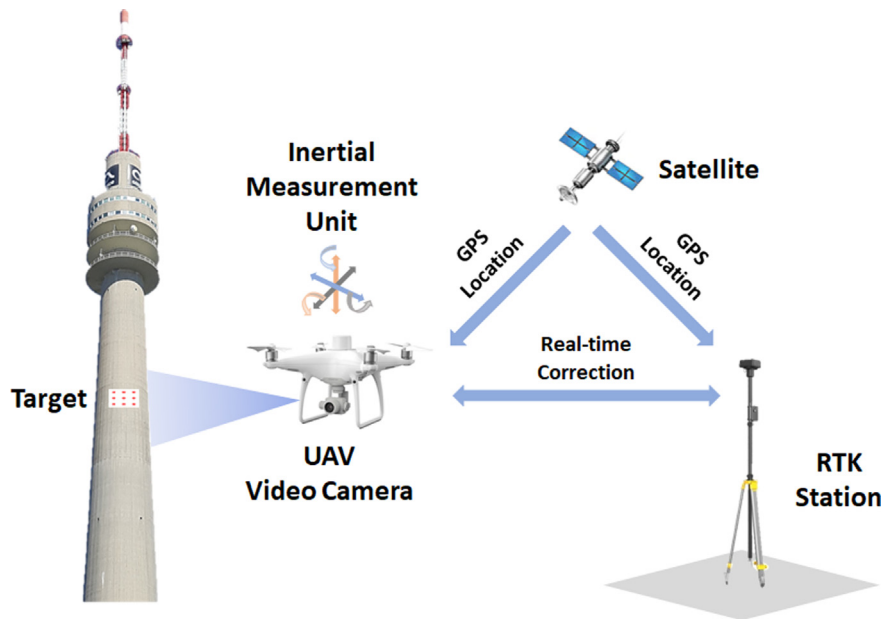 Inertial
Measurement
Unit
Satellite
GPS
Location
GPS
Location
Real-time
Correction
Target
UAV
Video Camera
RTK
Station